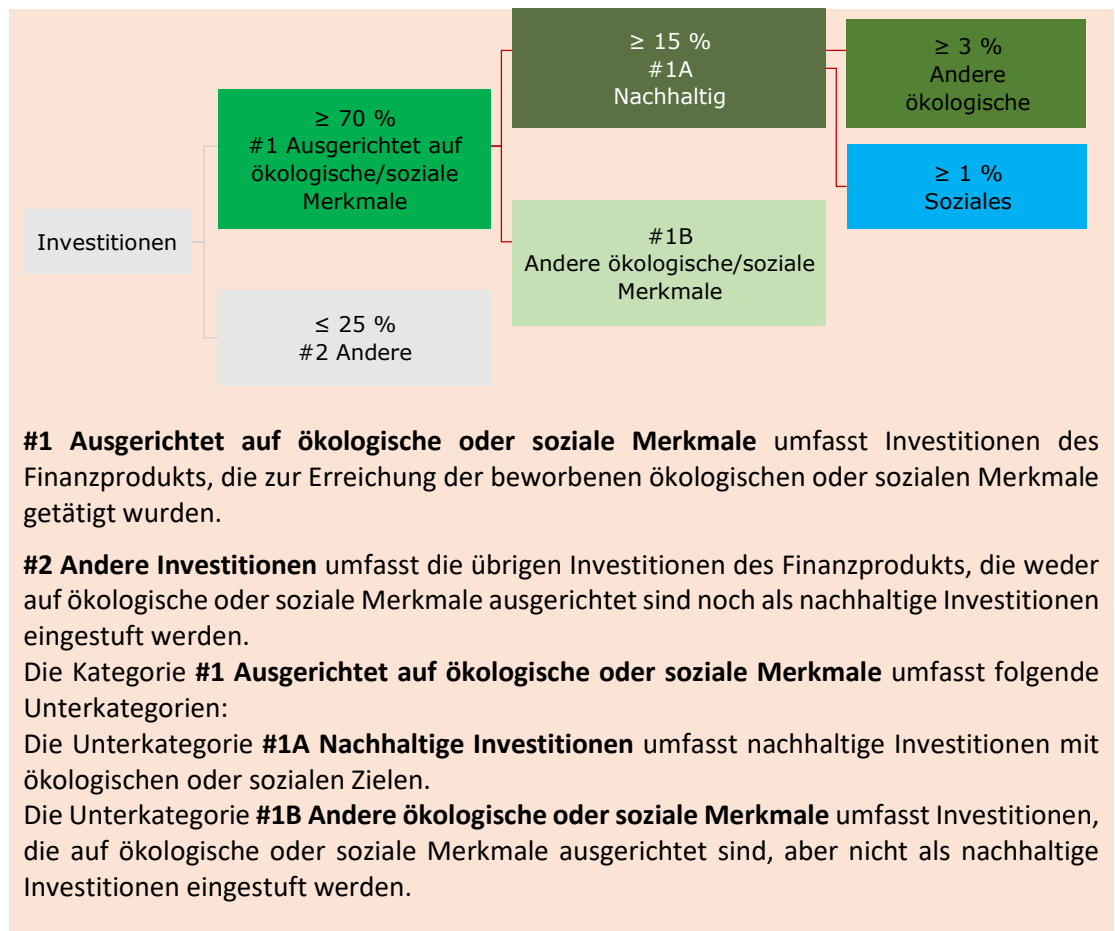 Investitionen
≥ 70 %
#1 Ausgerichtet auf
ökologische/soziale
Merkmale
≤ 25 %
#2 Andere
≥ 15 %
#1A
Nachhaltig
#1B
Andere ökologische/soziale
Merkmale
≥ 3 %
Andere
ökologische
≥ 1 %
Soziales
#1 Ausgerichtet auf ökologische oder soziale Merkmale umfasst Investitionen des
Finanzprodukts, die zur Erreichung der beworbenen ökologischen oder sozialen Merkmale
getätigt wurden.
#2 Andere Investitionen umfasst die übrigen Investitionen des Finanzprodukts, die weder
auf ökologische oder soziale Merkmale ausgerichtet sind noch als nachhaltige Investitionen
eingestuft werden.
Die Kategorie #1 Ausgerichtet auf ökologische oder soziale Merkmale umfasst folgende
Unterkategorien:
Die Unterkategorie #1A Nachhaltige Investitionen umfasst nachhaltige Investitionen mit
ökologischen oder sozialen Zielen.
Die Unterkategorie #1B Andere ökologische oder soziale Merkmale umfasst Investitionen,
die auf ökologische oder soziale Merkmale ausgerichtet sind, aber nicht als nachhaltige
Investitionen eingestuft werden.